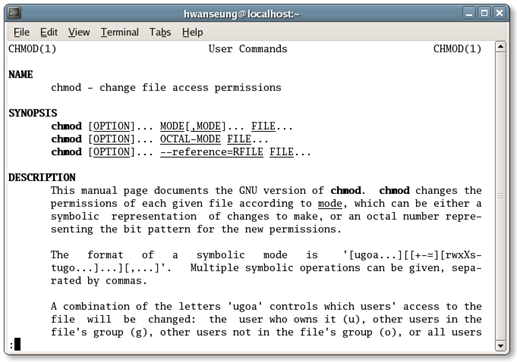 hwanseung@localhost:~
File Edit View Terminal Tabs Help
CHMOD(1) User Commands CHMOD(1)
NAME
chmod - change file access permissions
SYNOPSIS
chmod [OPTION]... MODE[,MODE]... FILE...
chmod [OPTION]... OCTAL-MODE FILE...
chmod [OPTION]... --reference=RFILE FILE...
DESCRIPTION
This manual page documents the GNU version of chmod. chmod changes the
permissions of each given file according to mode, which can be either a
symbolic representation of changes to make, or an octal number repre-
senting the bit pattern for the new permissions.
The format of a symbolic mode is '[ugoa...][[+-=][rwxXs-
tugo...]...][,...]'. Multiple symbolic operations can be given, sepa-
rated by commas.
A combination of the letters 'ugoa' controls which users' access to the
file will be changed: the user who owns it (u), other users in the
file's group (g), other users not in the file's group (o), or all users
: